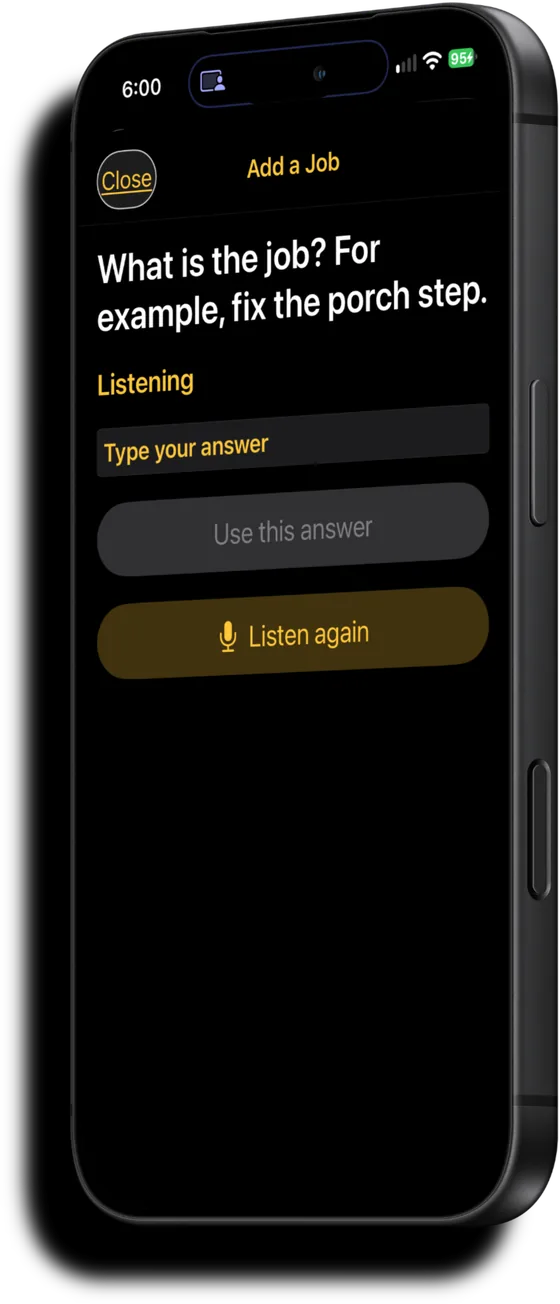 6:00
95
Close
Add a Job
What is the job? For
example, fix the porch step.
Listening
Type your answer
Use this answer
Listen again